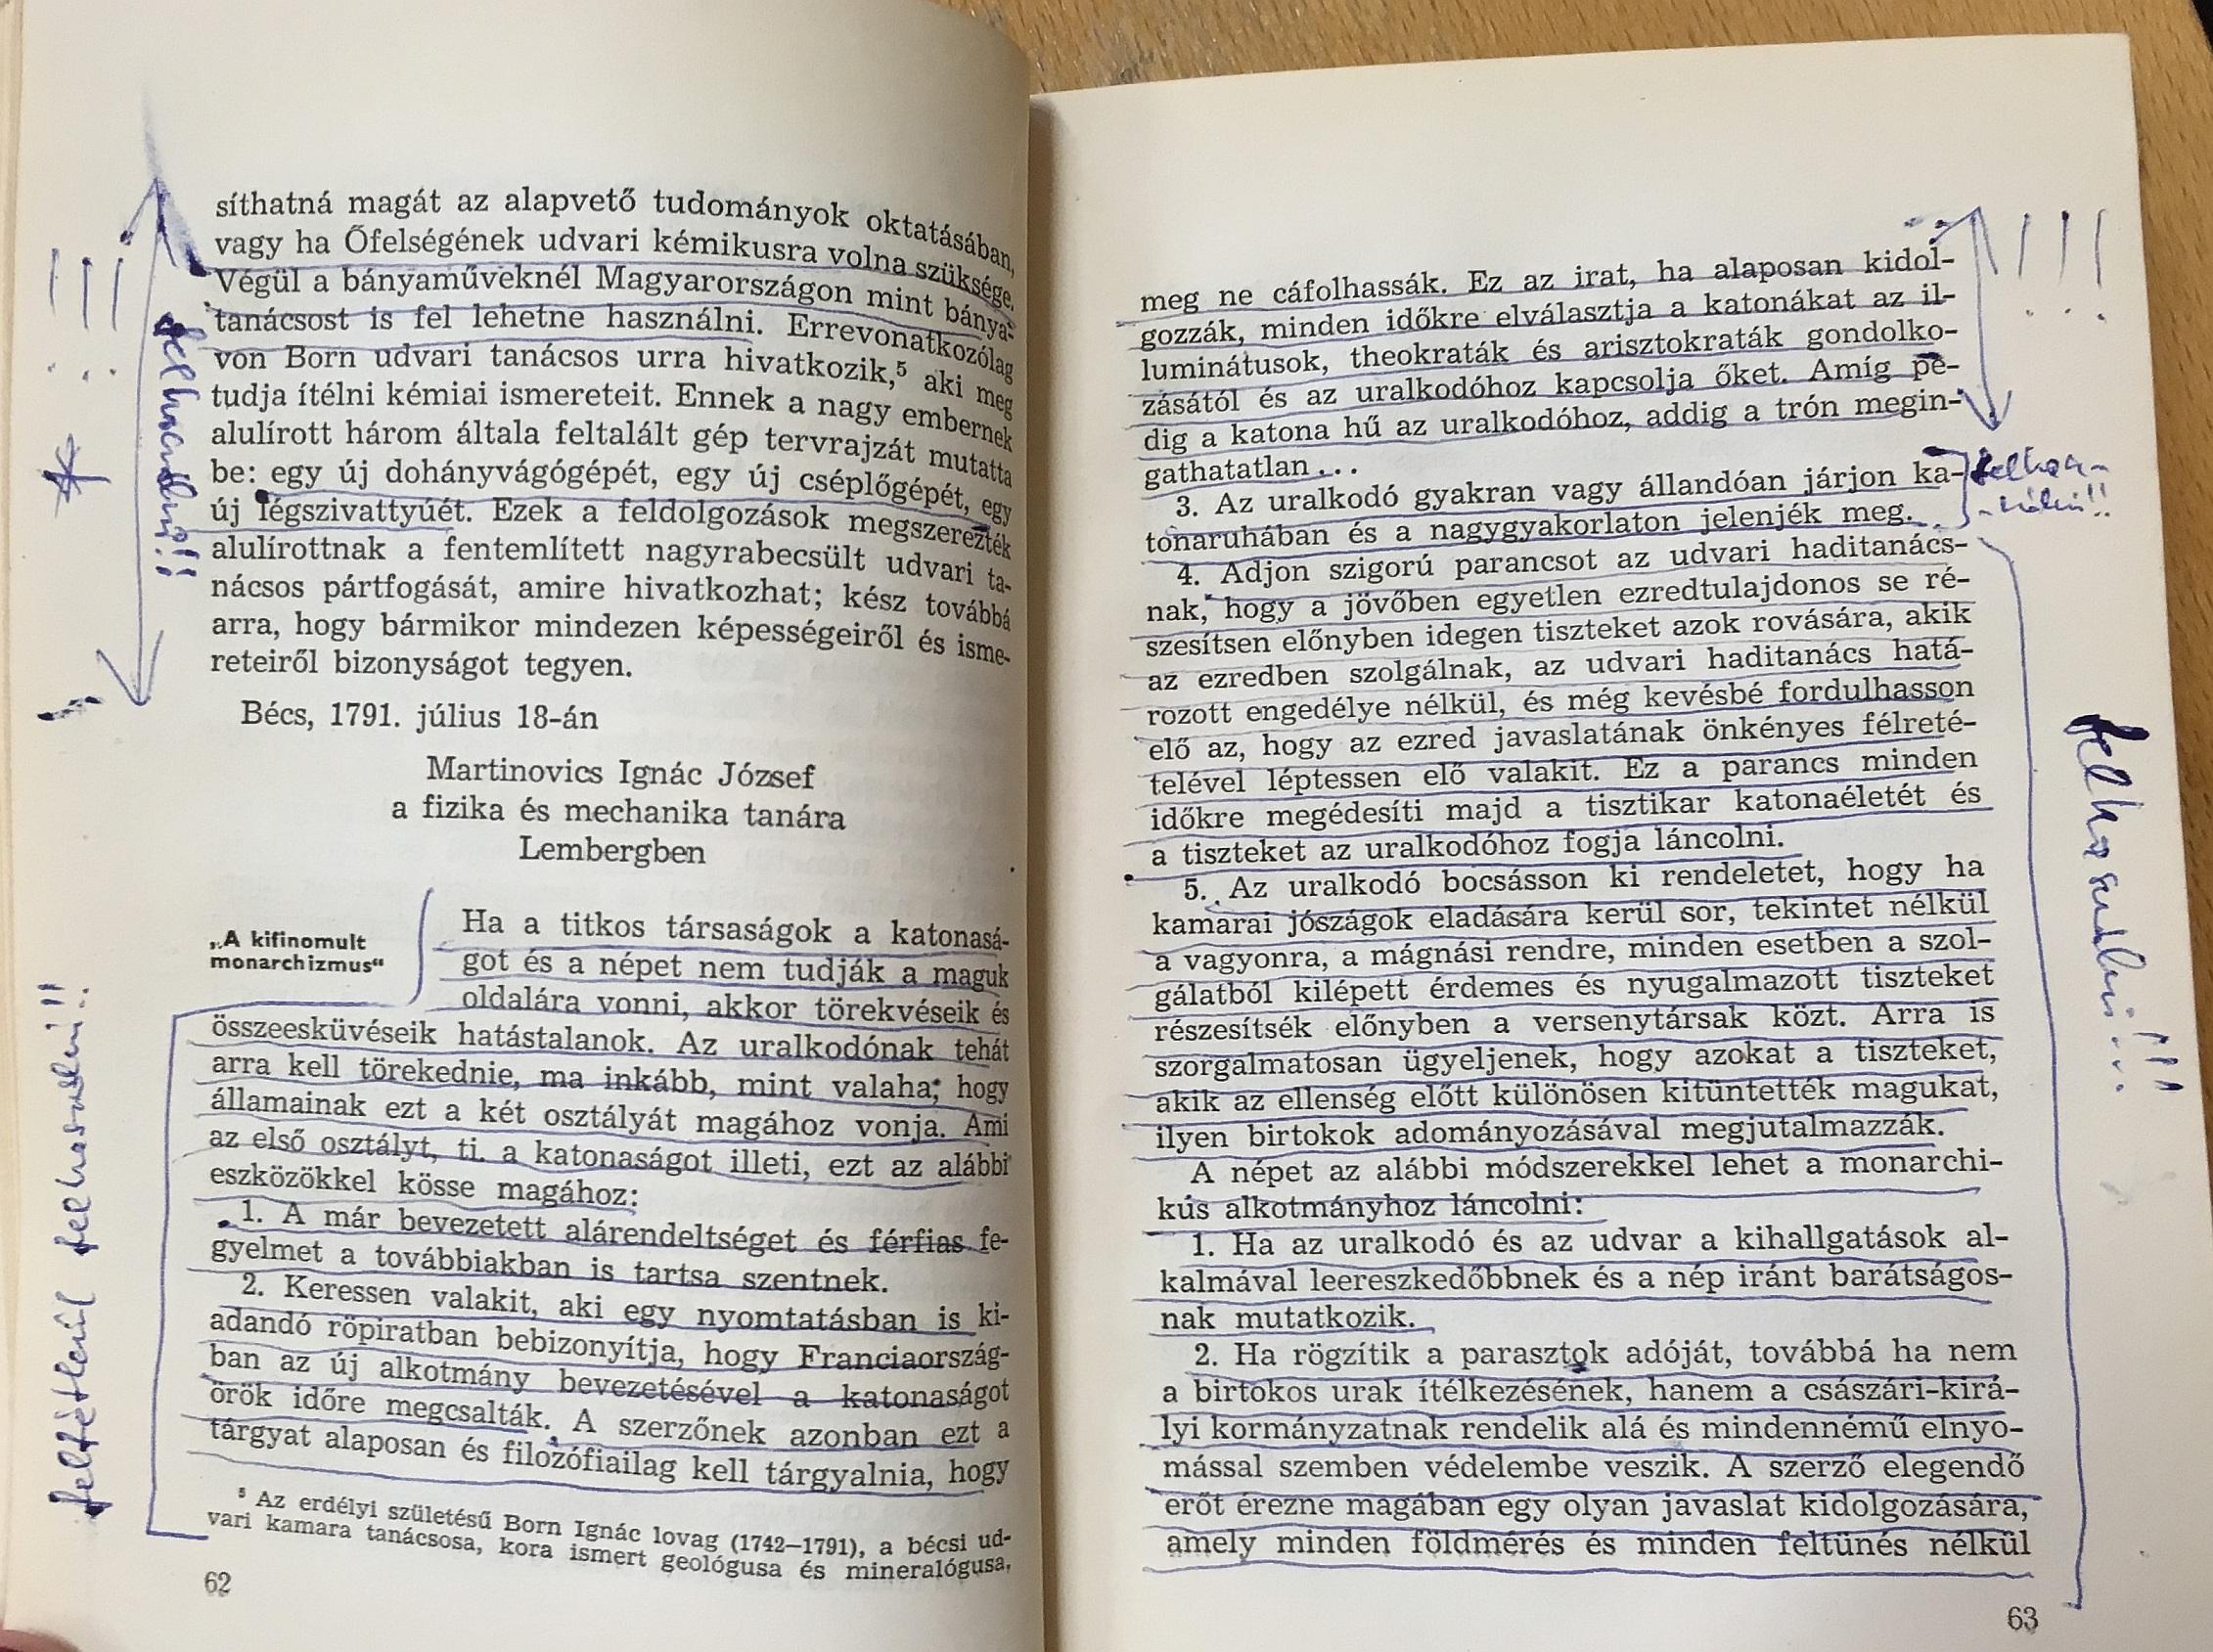 síthatná magát az alapvető tudományok oktatásában,
vagy ha Őfelségének udvari kémikusra volna szüksége.
Végül a bányaműveknél Magyarországon mint bánya-
tanácsost is fel lehetne használni. Errevonatkozólag
von Born udvari tanácsos urra hivatkozik,⁵ aki meg
tudja ítélni kémiai ismereteit. Ennek a nagy embernek
alulírott három általa feltalált gép tervrajzát mutatta
be: egy új dohányvágógépét, egy új cséplőgépét, egy
új légszivattyúét. Ezek a feldolgozások megszerezték
alulírottnak a fentemlített nagyrabecsült udvari ta-
nácsos pártfogását, amire hivatkozhat; kész továbbá
arra, hogy bármikor mindezen képességeiről és isme-
reteiről bizonyságot tegyen.
Bécs, 1791. július 18-án
Martinovics Ignác József
a fizika és mechanika tanára
Lembergben
„A kifinomult
monarchizmus“
Ha a titkos társaságok a katonasá-
got és a népet nem tudják a maguk
oldalára vonni, akkor törekvéseik és
összeesküvéseik hatástalanok. Az uralkodónak tehát
arra kell törekednie, ma inkább, mint valaha, hogy
államainak ezt a két osztályát magához vonja. Ami
az első osztályt, ti. a katonaságot illeti, ezt az alábbi
eszközökkel kösse magához:
1. A már bevezetett alárendeltséget és férfias fe-
gyelmet a továbbiakban is tartsa szentnek.
2. Keressen valakit, aki egy nyomtatásban is ki-
adandó röpiratban bebizonyítja, hogy Franciaország-
ban az új alkotmány bevezetésével a katonaságot
örök időre megcsalták. A szerzőnek azonban ezt a
tárgyat alaposan és filozófiailag kell tárgyalnia, hogy
⁵ Az erdélyi születésű Born Ignác lovag (1742—1791), a bécsi ud-
vari kamara tanácsosa, kora ismert geológusa és mineralógusa,
62
!!!
felhasználni!!
feltétlenül felhasználni!!
meg ne cáfolhassák. Ez az irat, ha alaposan kidol-
gozzák, minden időkre elválasztja a katonákat az il-
luminátusok, theokraták és arisztokraták gondolko-
zásától és az uralkodóhoz kapcsolja őket. Amíg pe-
dig a katona hű az uralkodóhoz, addig a trón megin-
gathatatlan...
3. Az uralkodó gyakran vagy állandóan járjon ka-
tonaruhában és a nagygyakorlaton jelenjék meg.
4. Adjon szigorú parancsot az udvari haditanács-
nak, hogy a jövőben egyetlen ezredtulajdonos se ré-
szesítsen előnyben idegen tiszteket azok rovására, akik
az ezredben szolgálnak, az udvari haditanács hatá-
rozott engedélye nélkül, és még kevésbé fordulhasson
elő az, hogy az ezred javaslatának önkényes félreté-
telével léptessen elő valakit. Ez a parancs minden
időkre megédesíti majd a tisztikar katonaéletét és
a tiszteket az uralkodóhoz fogja láncolni.
5. Az uralkodó bocsásson ki rendeletet, hogy ha
kamarai jószágok eladására kerül sor, tekintet nélkül
a vagyonra, a mágnási rendre, minden esetben a szol-
gálatból kilépett érdemes és nyugalmazott tiszteket
részesítsék előnyben a versenytársak közt. Arra is
szorgalmatosan ügyeljenek, hogy azokat a tiszteket,
akik az ellenség előtt különösen kitüntették magukat,
ilyen birtokok adományozásával megjutalmazzák.
A népet az alábbi módszerekkel lehet a monarchi-
kús alkotmányhoz láncolni:
1. Ha az uralkodó és az udvar a kihallgatások al-
kalmával leereszkedőbbnek és a nép iránt barátságos-
nak mutatkozik.
2. Ha rögzítik a parasztok adóját, továbbá ha nem
a birtokos urak ítélkezésének, hanem a császári-kirá-
lyi kormányzatnak rendelik alá és mindennémű elnyo-
mással szemben védelembe veszik. A szerző elegendő
erőt érezne magában egy olyan javaslat kidolgozására,
amely minden földmérés és minden feltünés nélkül
63
!!!
felhasz-
nálni!!
felhasználni!!!